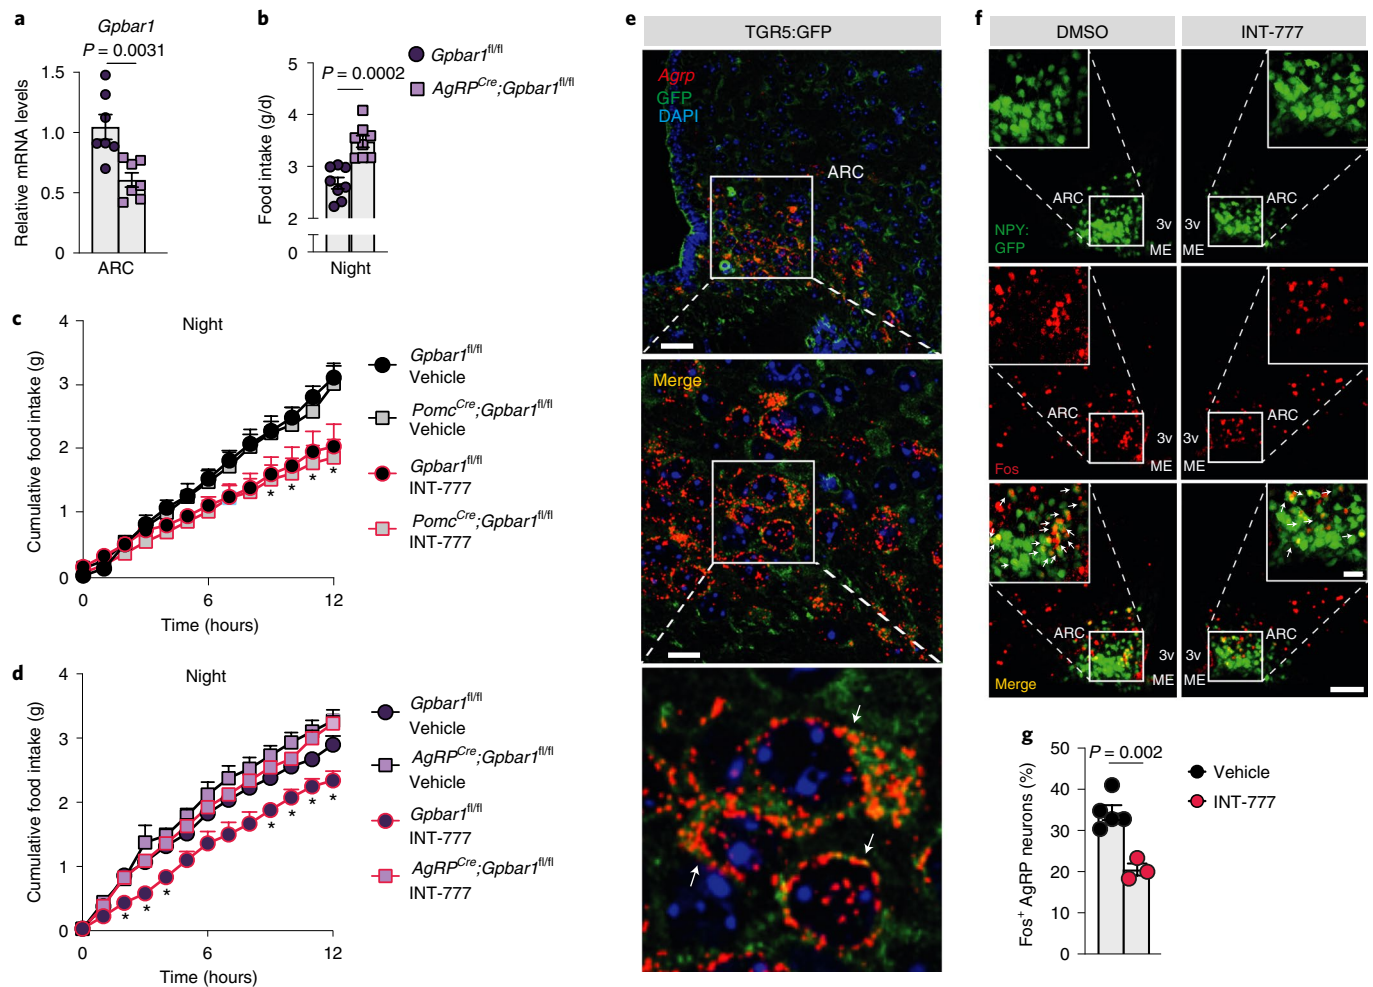 a
Gpbar1
P = 0.0031
Relative mRNA levels
1.5
1.0
0.5
0
ARC
b
Gpbar1fl/fl
AgRPCre;Gpbar1fl/fl
P = 0.0002
Food intake (g/d)
5
4
3
2
0
Night
c
Night
Cumulative food intake (g)
4
3
2
1
0
0 6 12
Time (hours)
* * * *
Gpbar1fl/fl
Vehicle
PomcCre;Gpbar1fl/fl
Vehicle
Gpbar1fl/fl
INT-777
PomcCre;Gpbar1fl/fl
INT-777
d
Night
Cumulative food intake (g)
4
3
2
1
0
0 6 12
Time (hours)
* * * * * * *
Gpbar1fl/fl
Vehicle
AgRPCre;Gpbar1fl/fl
Vehicle
Gpbar1fl/fl
INT-777
AgRPCre;Gpbar1fl/fl
INT-777
e
TGR5:GFP
Agrp
GFP
DAPI
ARC
Merge
f
DMSO INT-777
ARC ARC
3v 3v
ME ME
NPY:
GFP
ARC ARC
3v 3v
ME ME
Fos
ARC ARC
3v 3v
ME ME
Merge
g
P = 0.002
Fos+ AgRP neurons (%)
50
40
30
20
10
0
Vehicle
INT-777